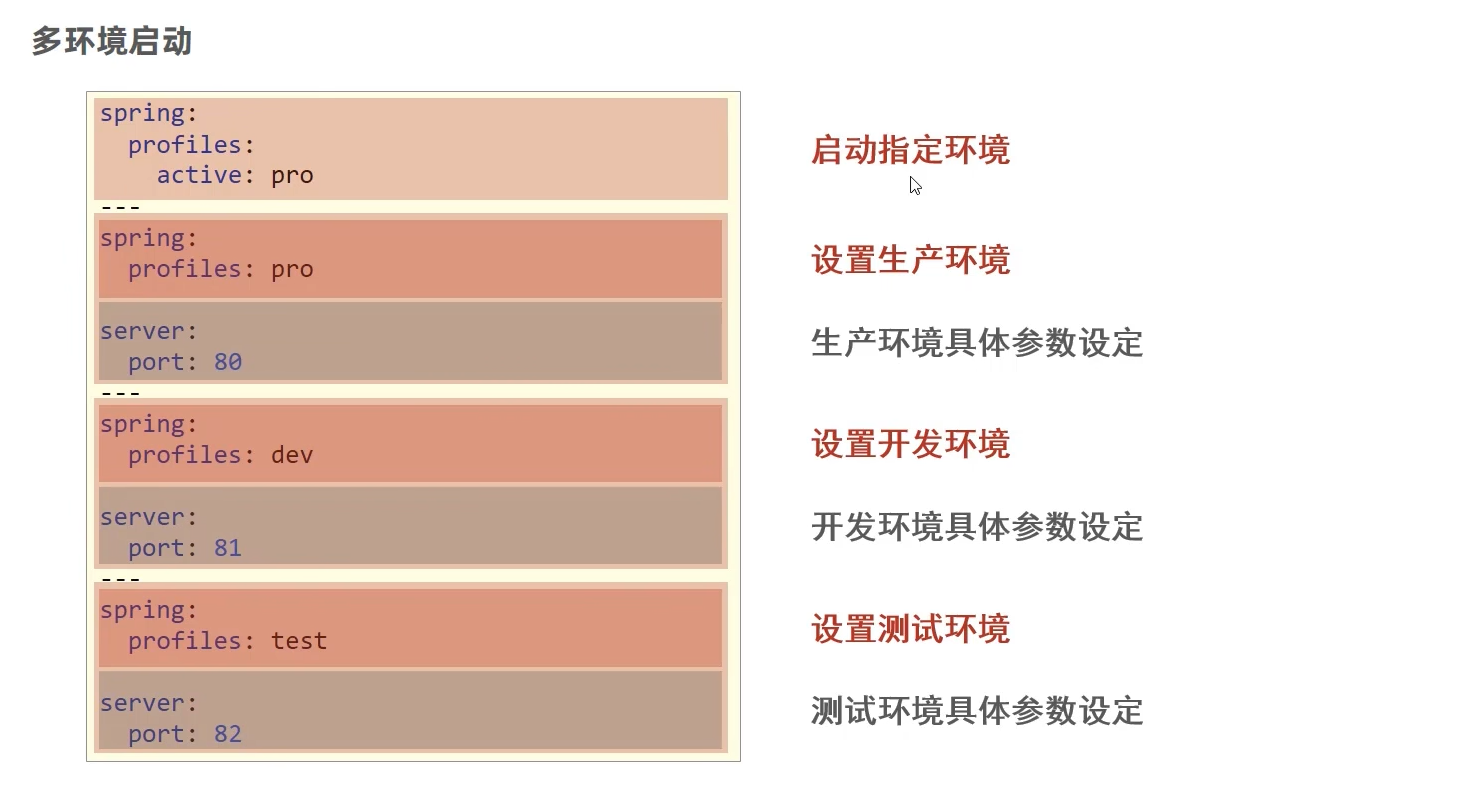 多环境启动
spring:
  profiles:
    active: pro
启动指定环境
---
spring:
  profiles: pro
设置生产环境
server:
  port: 80
生产环境具体参数设定
---
spring:
  profiles: dev
设置开发环境
server:
  port: 81
开发环境具体参数设定
---
spring:
  profiles: test
设置测试环境
server:
  port: 82
测试环境具体参数设定